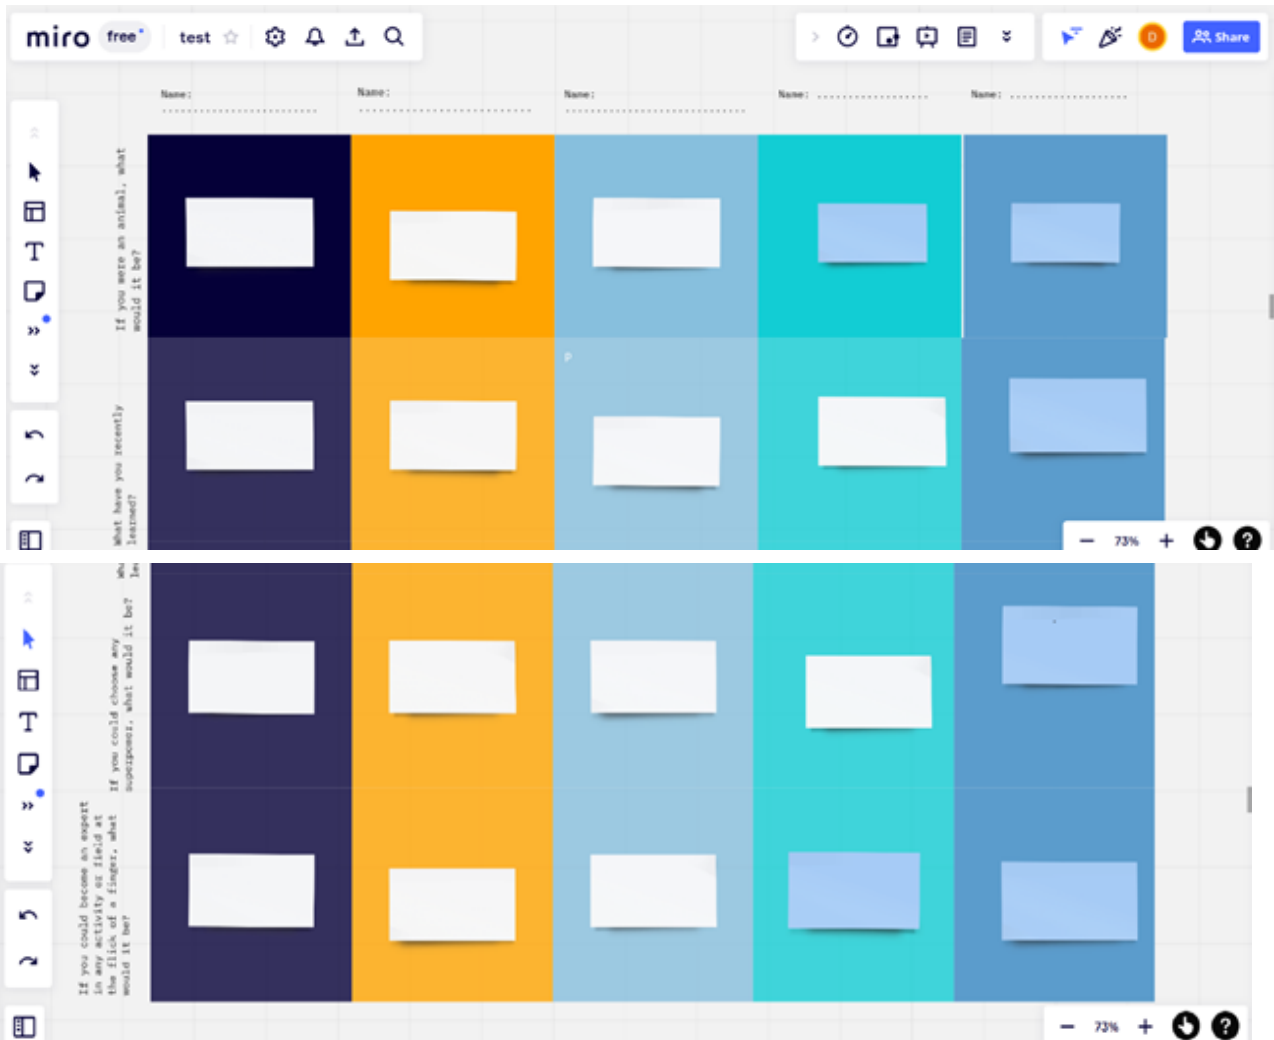 miro free test
Share
D
Name:
Name:
Name:
Name:
Name:
If you were an animal, what
would it be?
p
What have you recently
learned?
73%
If you could choose any
superpower, what would it be?
If you could become an expert
in any activity or field at
the flick of a finger, what
would it be?
73%